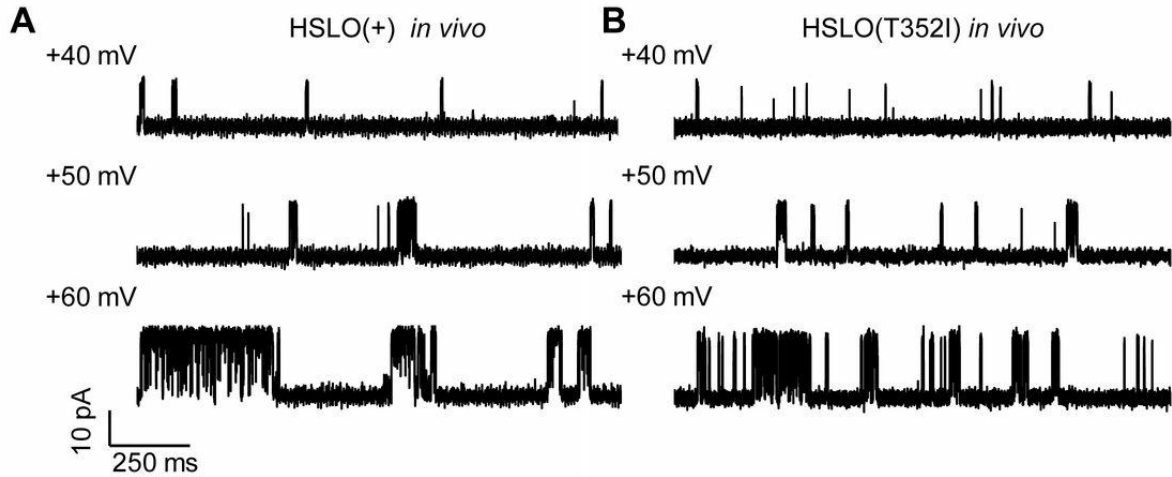 A
HSLO(+) in vivo
+40 mV
+50 mV
+60 mV
10 pA
250 ms
B
HSLO(T352I) in vivo
+40 mV
+50 mV
+60 mV